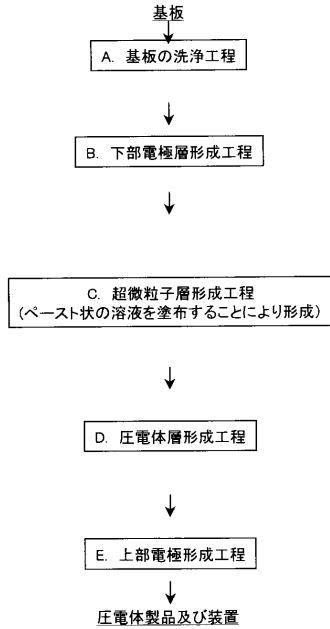 基板
A. 基板の洗浄工程
B. 下部電極層形成工程
C. 超微粒子層形成工程
(ペースト状の溶液を塗布することにより形成)
D. 圧電体層形成工程
E. 上部電極形成工程
圧電体製品及び装置